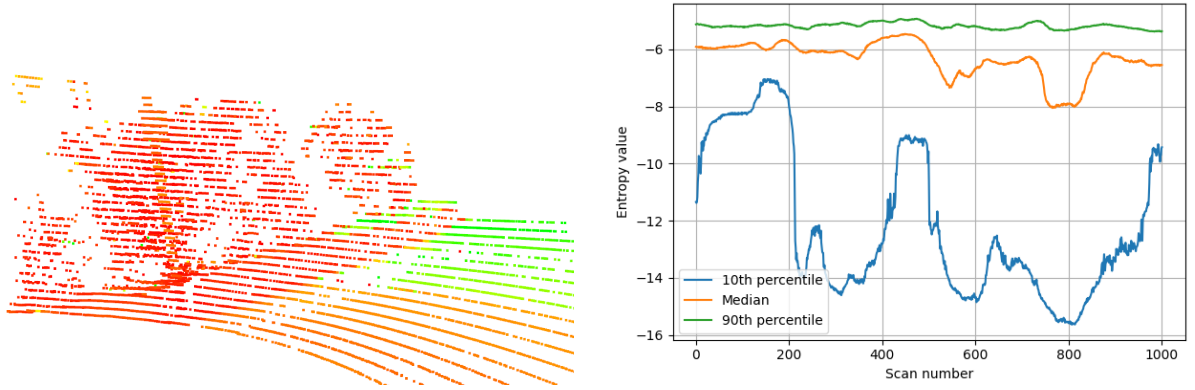 −6
−8
−10
−12
−14
−16
Entropy value
10th percentile
Median
90th percentile
0 200 400 600 800 1000
Scan number